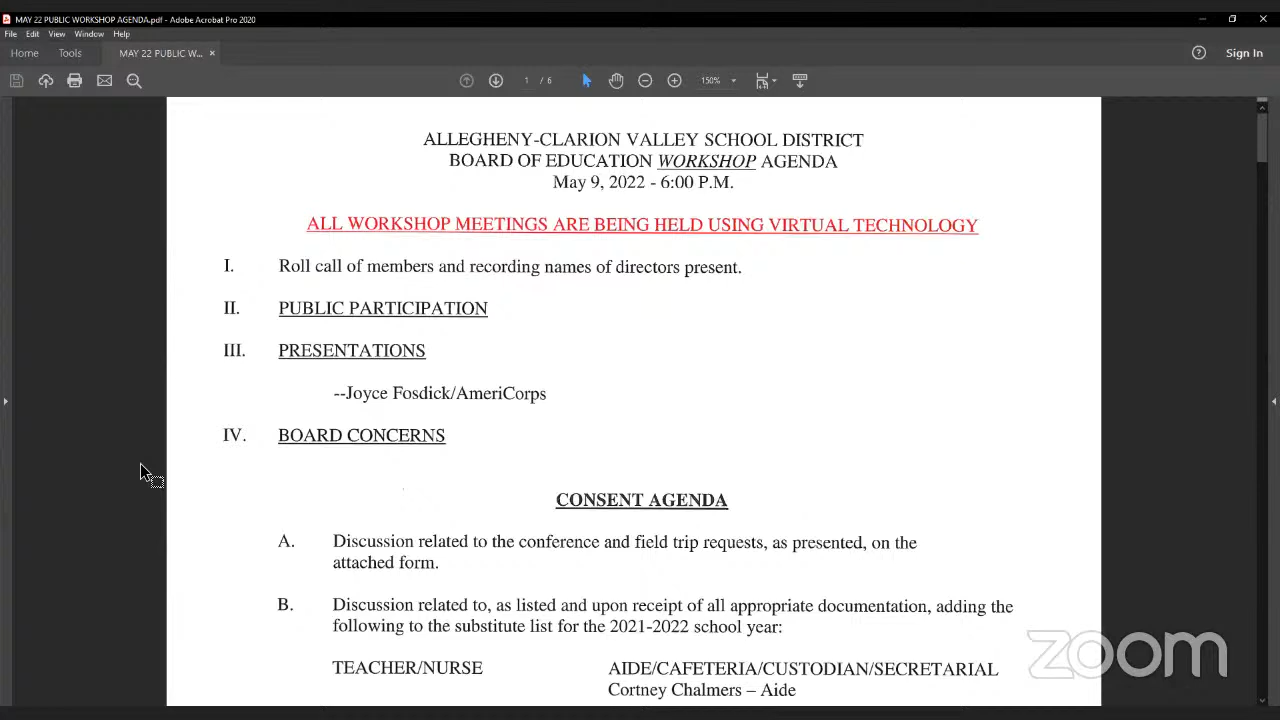 MAY 22 PUBLIC WORKSHOP AGENDA.pdf - Adobe Acrobat Pro 2020
File Edit View Window Help
Home Tools MAY 22 PUBLIC W... × Sign In
1 / 6 150%
ALLEGHENY-CLARION VALLEY SCHOOL DISTRICT
BOARD OF EDUCATION WORKSHOP AGENDA
May 9, 2022 - 6:00 P.M.
ALL WORKSHOP MEETINGS ARE BEING HELD USING VIRTUAL TECHNOLOGY
I. Roll call of members and recording names of directors present.
II. PUBLIC PARTICIPATION
III. PRESENTATIONS
--Joyce Fosdick/AmeriCorps
IV. BOARD CONCERNS
CONSENT AGENDA
A. Discussion related to the conference and field trip requests, as presented, on the
attached form.
B. Discussion related to, as listed and upon receipt of all appropriate documentation, adding the
following to the substitute list for the 2021-2022 school year:
TEACHER/NURSE AIDE/CAFETERIA/CUSTODIAN/SECRETARIAL
Cortney Chalmers – Aide
zoom